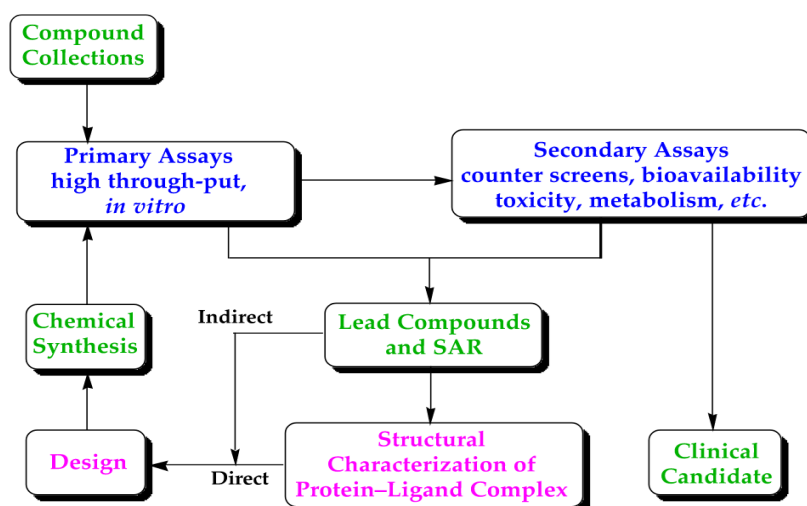 Compound
Collections
Primary Assays
high through-put,
in vitro
Secondary Assays
counter screens, bioavailability
toxicity, metabolism, etc.
Chemical
Synthesis
Indirect
Lead Compounds
and SAR
Design
Direct
Structural
Characterization of
Protein–Ligand Complex
Clinical
Candidate